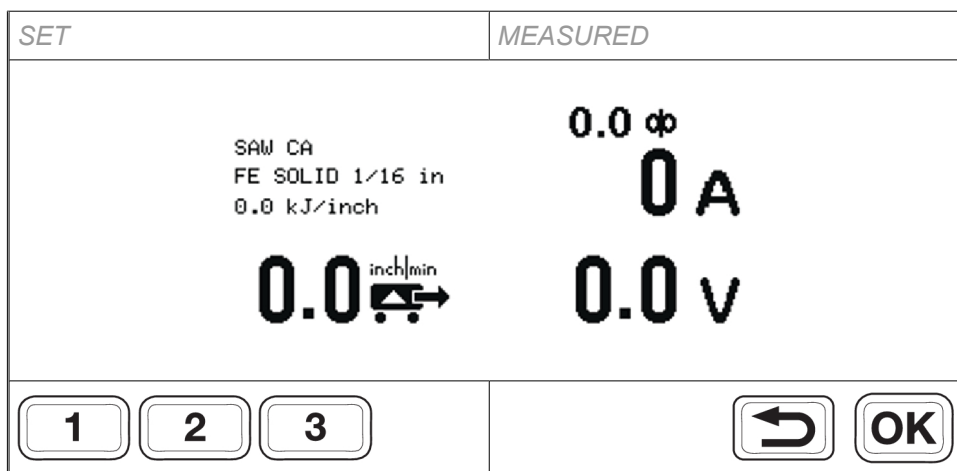 SET
MEASURED
SAW CA
FE SOLID 1/16 in
0.0 kJ/inch
0.0 inch/min
0.0
0 A
0.0 V
1 2 3
OK